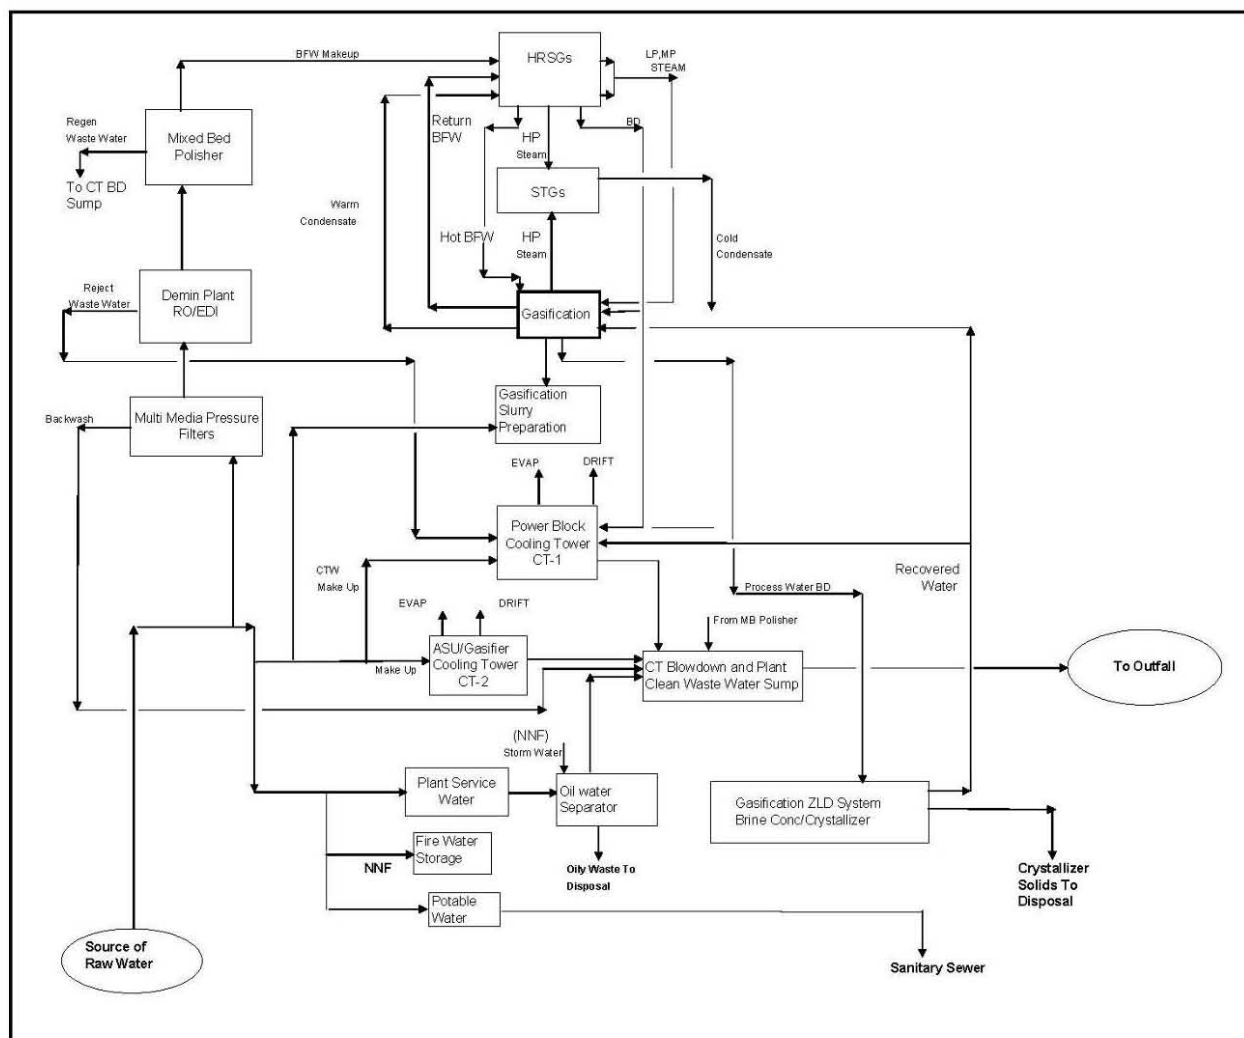 BFW Makeup
HRSGs
LP,MP
STEAM
Regen
Waste Water
Mixed Bed
Polisher
Return
BFW
HP
Steam
BD
To CT BD
Sump
STGs
Warm
Condensate
Hot BFW
HP
Steam
Cold
Condensate
Reject
Waste Water
Demin Plant
RO/EDI
Gasification
Gasification
Slurry
Preparation
Backwash
Multi Media Pressure
Filters
EVAP
DRIFT
Power Block
Cooling Tower
CT-1
CTW
Make Up
Recovered
Water
Process Water BD
EVAP
DRIFT
From MB Polisher
ASU/Gasifier
Cooling Tower
CT-2
Make Up
CT Blowdown and Plant
Clean Waste Water Sump
To Outfall
(NNF)
Storm Water
Plant Service
Water
Oil water
Separator
Gasification ZLD System
Brine Conc/Crystallizer
Fire Water
Storage
NNF
Oily Waste To
Disposal
Crystallizer
Solids To
Disposal
Potable
Water
Source of
Raw Water
Sanitary Sewer